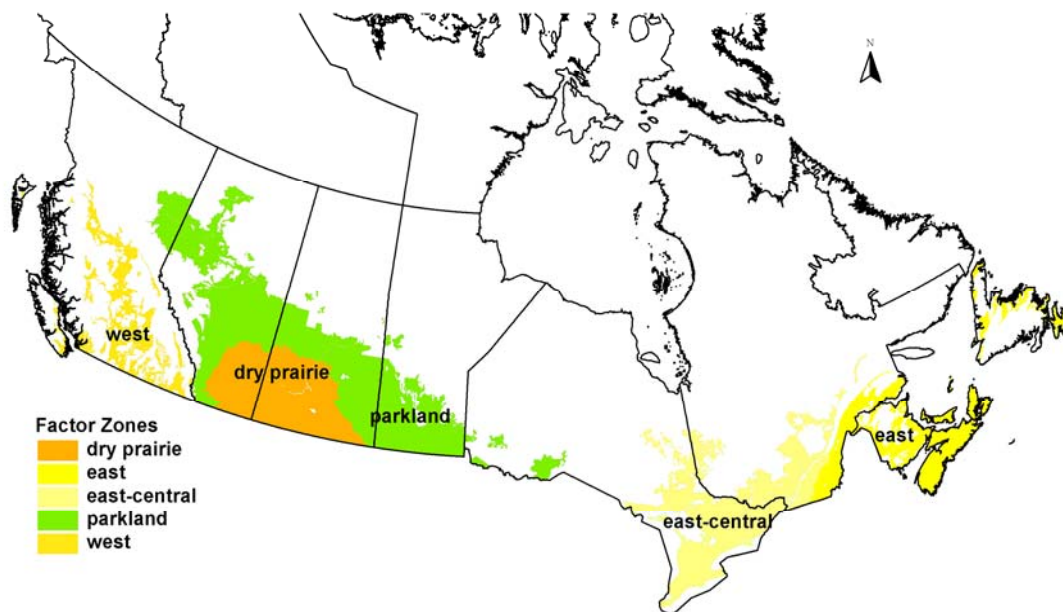 N
west
dry prairie
parkland
east
east-central
Factor Zones
dry prairie
east
east-central
parkland
west